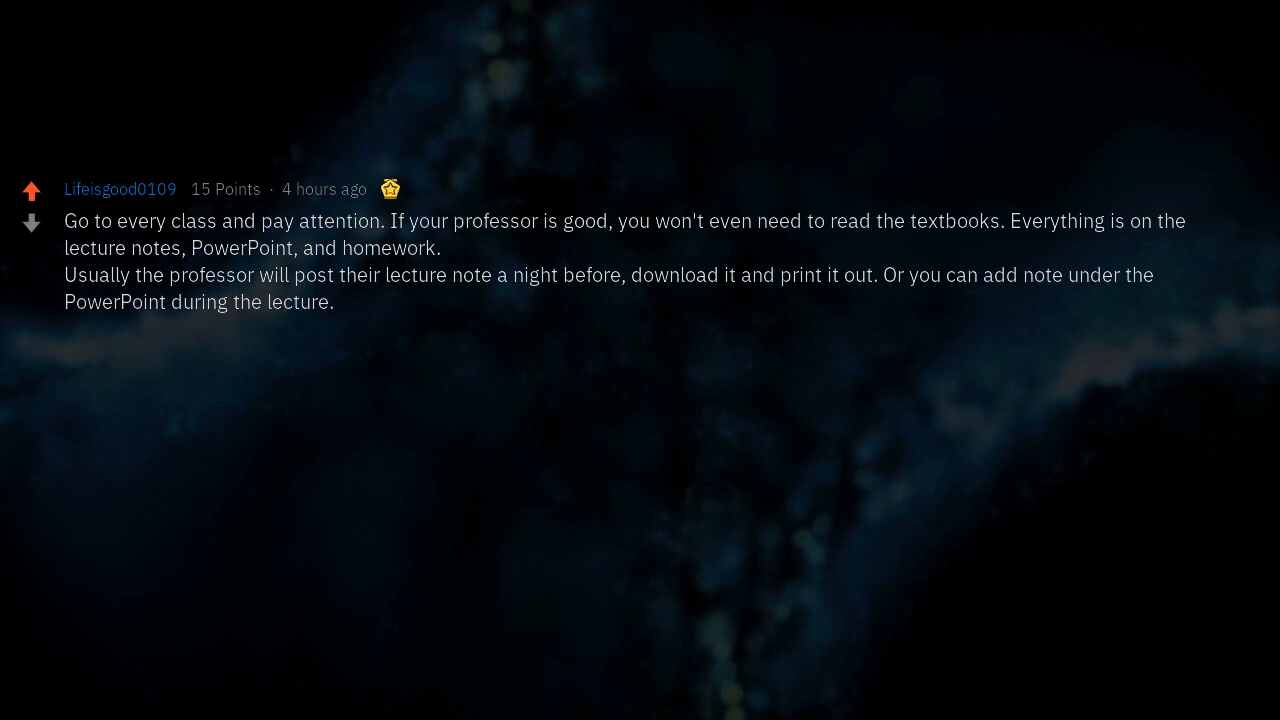 Lifeisgood0109 15 Points · 4 hours ago
Go to every class and pay attention. If your professor is good, you won't even need to read the textbooks. Everything is on the
lecture notes, PowerPoint, and homework.
Usually the professor will post their lecture note a night before, download it and print it out. Or you can add note under the
PowerPoint during the lecture.